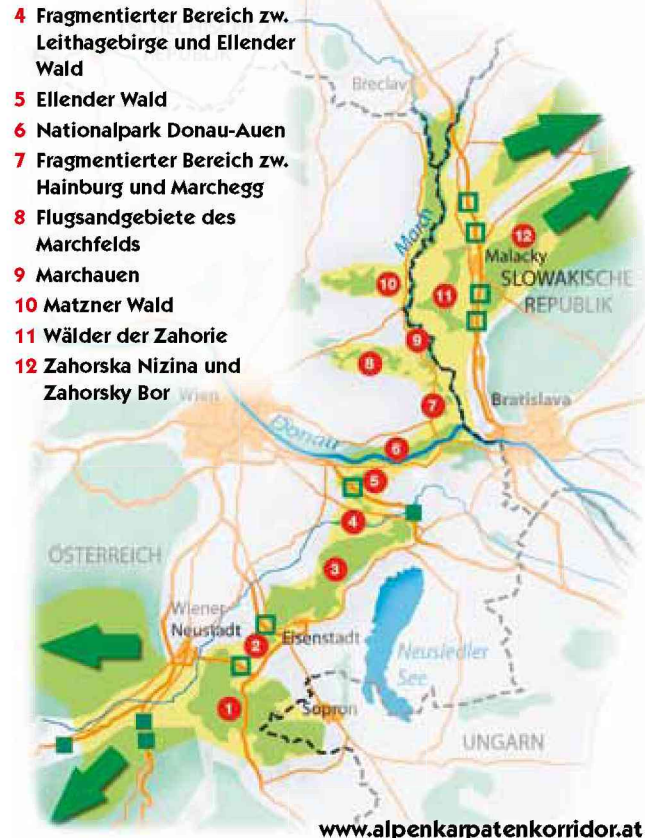 4 Fragmentierter Bereich zw.
Leithagebirge und Ellender
Wald
5 Ellender Wald
6 Nationalpark Donau-Auen
7 Fragmentierter Bereich zw.
Hainburg und Marchegg
8 Flugsandgebiete des
Marchfelds
9 Marchauen
10 Matzner Wald
11 Wälder der Zahorie
12 Zahorska Nizina und
Zahorsky Bor
Breclav
March
12
Malacky
SLOWAKISCHE
REPUBLIK
10
11
9
8
7
Wien
Bratislava
Donau
6
5
4
3
ÖSTERREICH
Wiener
Neustadt
2
Eisenstadt
Neusiedler
See
1
Sopron
UNGARN
www.alpenkarpatenkorridor.at